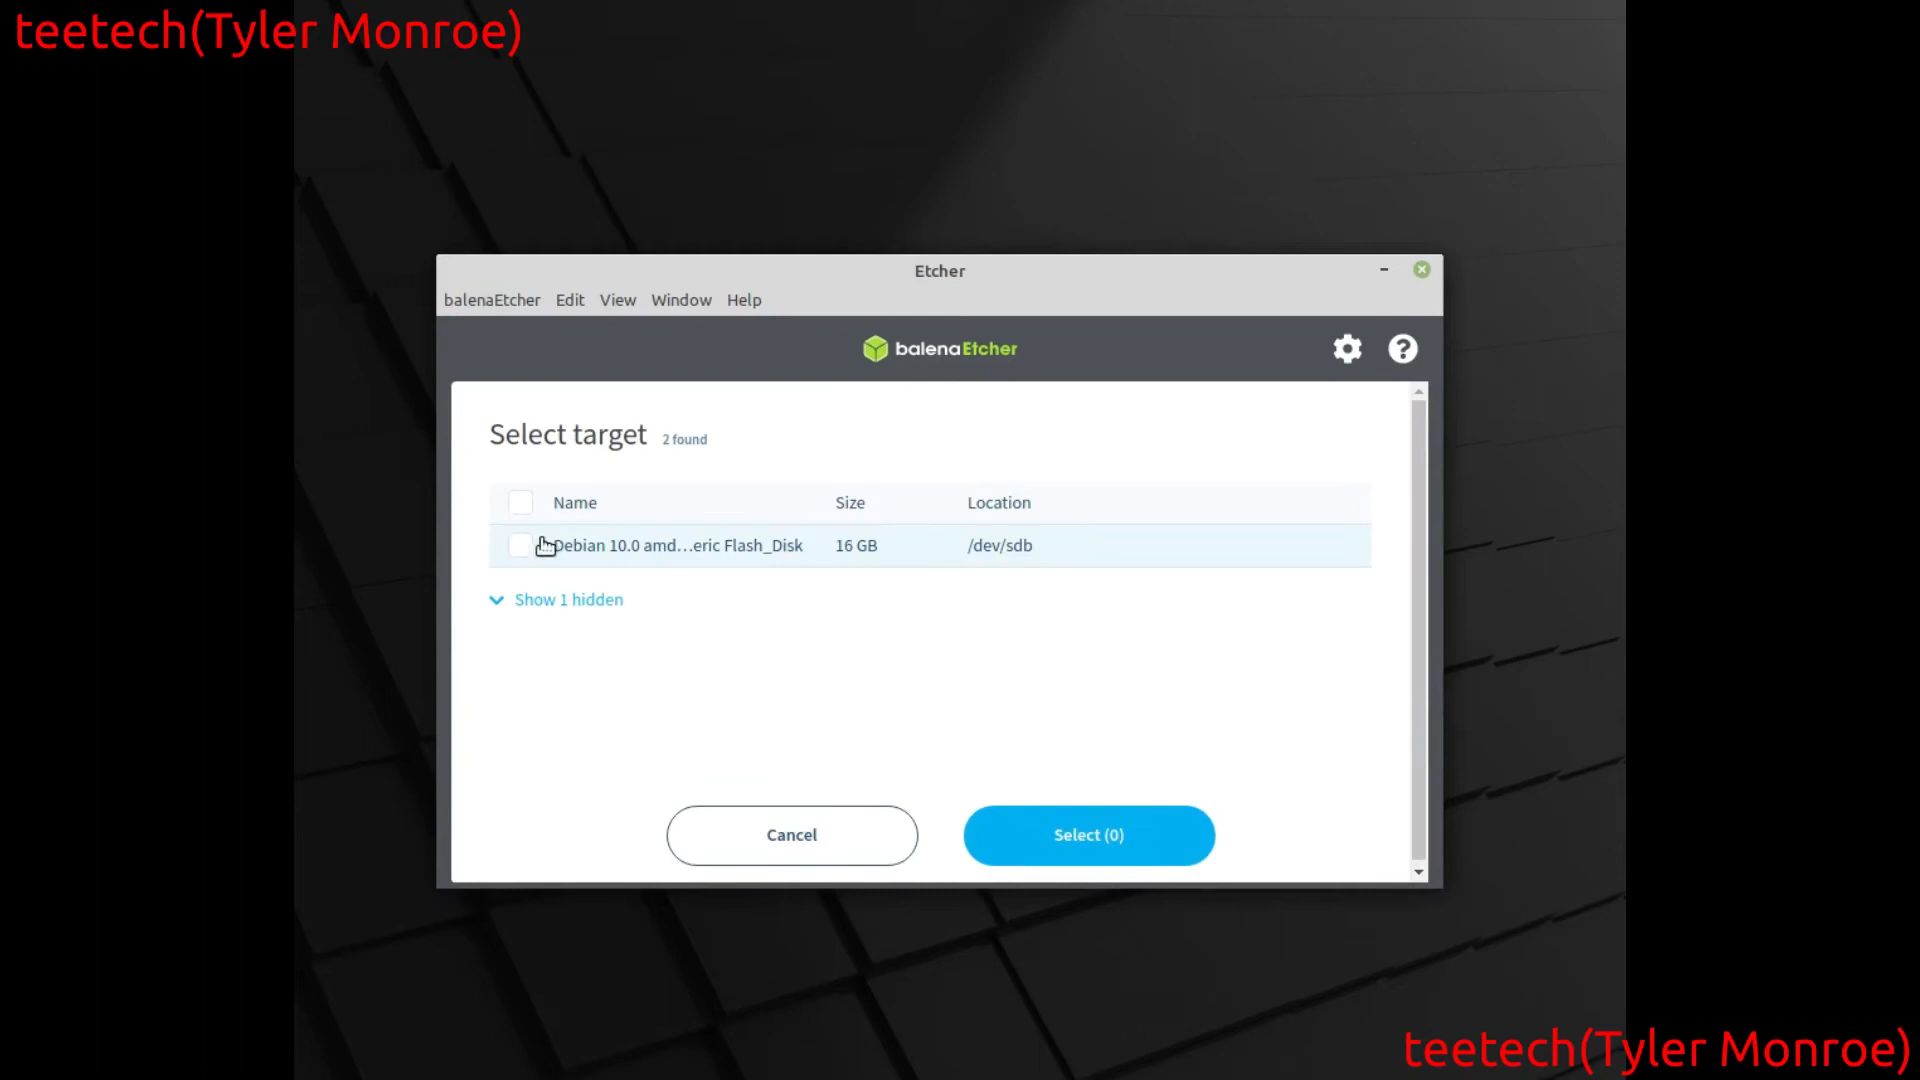 teetech(Tyler Monroe)
Etcher
balenaEtcher Edit View Window Help
balenaEtcher
Select target 2 found
Name Size Location
Debian 10.0 amd...eric Flash_Disk 16 GB /dev/sdb
Show 1 hidden
Cancel Select (0)
teetech(Tyler Monroe)